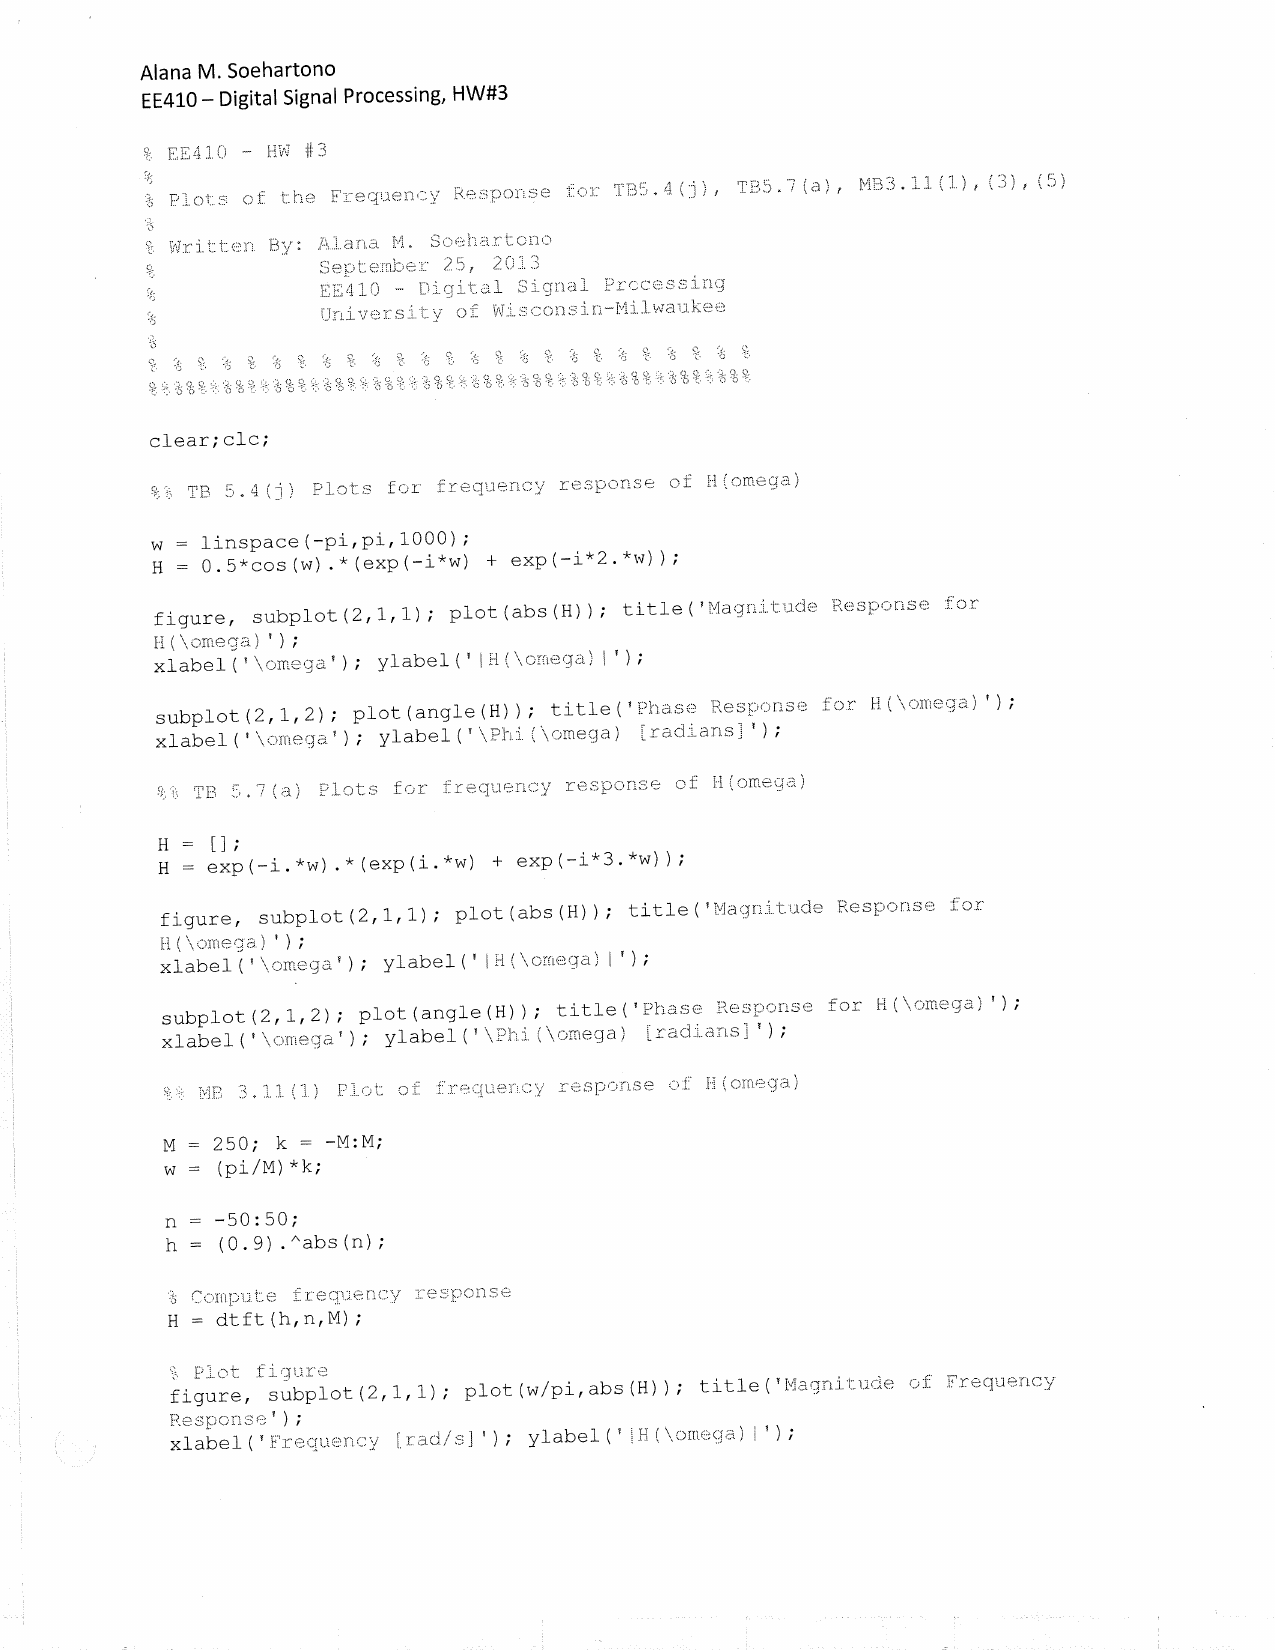 Alana M. Soehartono
EE410 – Digital Signal Processing, HW#3
% EE410 - HW #3
%
% Plots of the Frequency Response for TB5.4(j), TB5.7(a), MB3.11(1),(3),(5)
%
% Written By: Alana M. Soehartono
%             September 25, 2013
%             EE410 - Digital Signal Processing
%             University of Wisconsin-Milwaukee
%
% % % % % % % % % % % % % % % % % % % % % % % % %
%%%%%%%%%%%%%%%%%%%%%%%%%%%%%%%%%%%%%%%%%%%%%%%%%
clear;clc;
%% TB 5.4(j) Plots for frequency response of H(omega)
w = linspace(-pi,pi,1000);
H = 0.5*cos(w).*(exp(-i*w) + exp(-i*2.*w));
figure, subplot(2,1,1); plot(abs(H)); title('Magnitude Response for
H(\omega)');
xlabel('\omega'); ylabel('|H(\omega)|');
subplot(2,1,2); plot(angle(H)); title('Phase Response for H(\omega)');
xlabel('\omega'); ylabel('\Phi(\omega) [radians]');
%% TB 5.7(a) Plots for frequency response of H(omega)
H = [];
H = exp(-i.*w).*(exp(i.*w) + exp(-i*3.*w));
figure, subplot(2,1,1); plot(abs(H)); title('Magnitude Response for
H(\omega)');
xlabel('\omega'); ylabel('|H(\omega)|');
subplot(2,1,2); plot(angle(H)); title('Phase Response for H(\omega)');
xlabel('\omega'); ylabel('\Phi(\omega) [radians]');
%% MB 3.11(1) Plot of frequency response of H(omega)
M = 250; k = -M:M;
w = (pi/M)*k;
n = -50:50;
h = (0.9).^abs(n);
% Compute frequency response
H = dtft(h,n,M);
% Plot figure
figure, subplot(2,1,1); plot(w/pi,abs(H)); title('Magnitude of Frequency
Response');
xlabel('Frequency [rad/s]'); ylabel('|H(\omega)|');